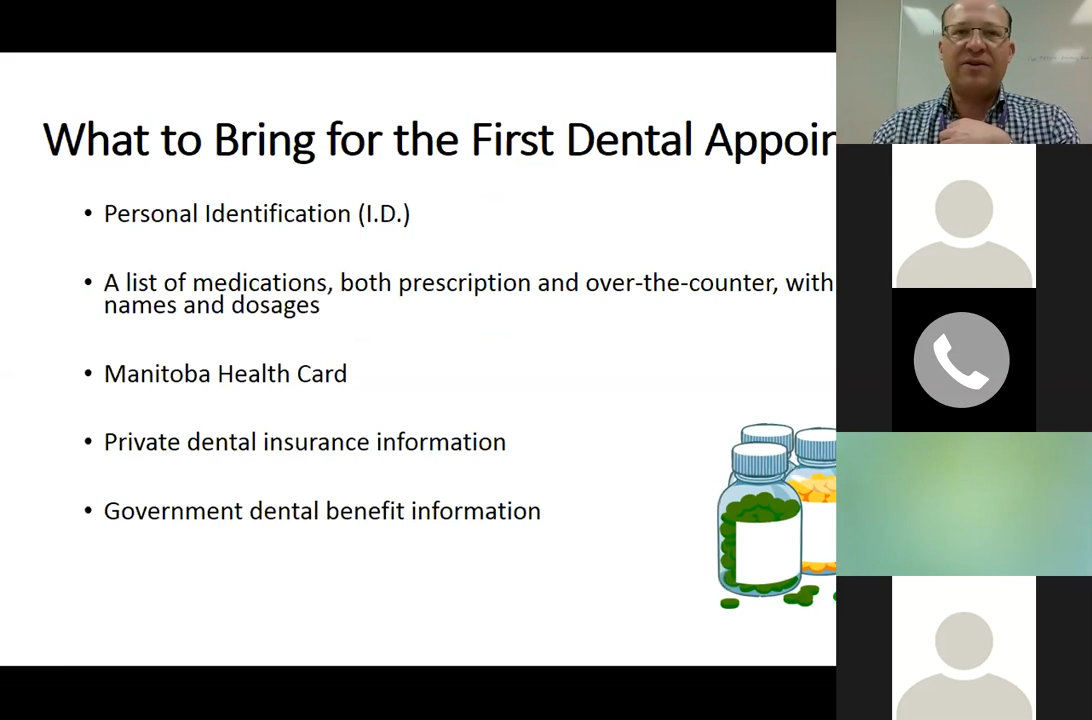 What to Bring for the First Dental Appoin
• Personal Identification (I.D.)
• A list of medications, both prescription and over-the-counter, with
names and dosages
• Manitoba Health Card
• Private dental insurance information
• Government dental benefit information